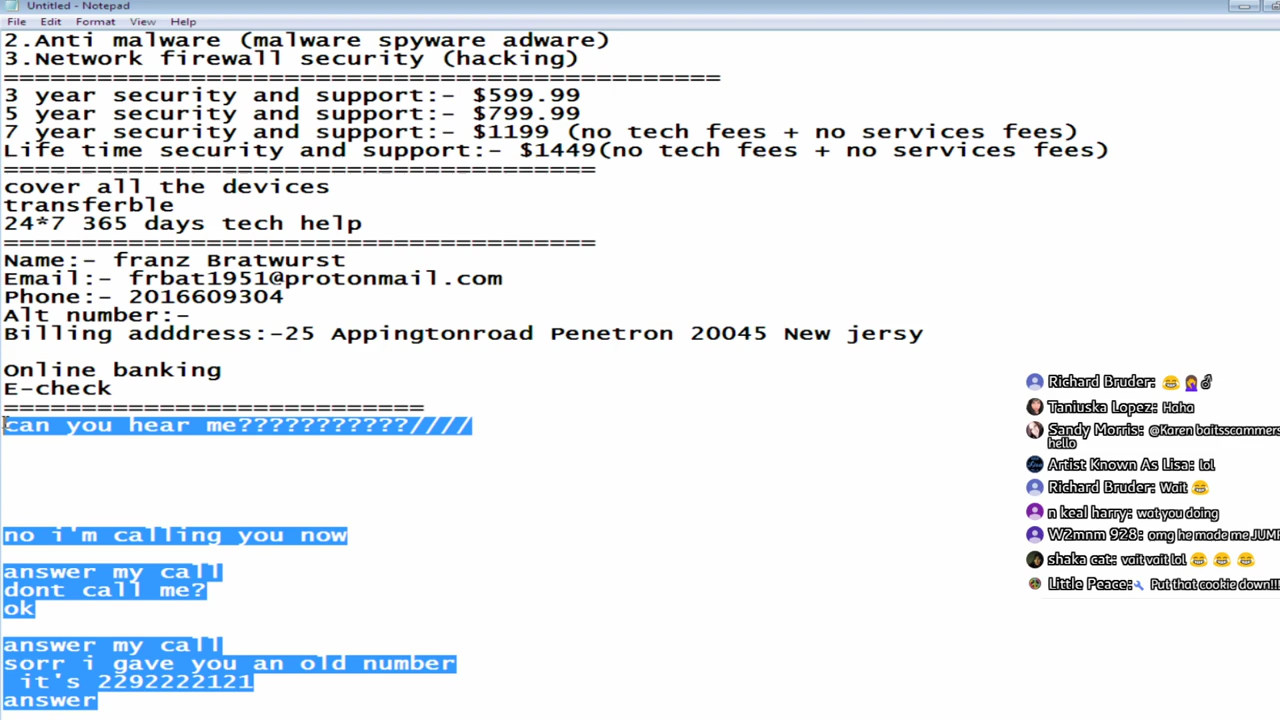 Untitled - Notepad
File Edit Format View Help
2.Anti malware (malware spyware adware)
3.Network firewall security (hacking)
==============================================
3 year security and support:- $599.99
5 year security and support:- $799.99
7 year security and support:- $1199 (no tech fees + no services fees)
Life time security and support:- $1449(no tech fees + no services fees)
======================================
cover all the devices
transferble
24*7 365 days tech help
======================================
Name:- franz Bratwurst
Email:- frbat1951@protonmail.com
Phone:- 2016609304
Alt number:-
Billing adddress:-25 Appingtonroad Penetron 20045 New jersy
Online banking
E-check
===========================
can you hear me???????????////
no i'm calling you now
answer my call
dont call me?
ok
answer my call
sorr i gave you an old number
it's 2292222121
answer
Richard Bruder: 😂🤦‍♂
Taniuska Lopez: Haha
Sandy Morris: @Karen baitsscammers
hello
Artist Known As Lisa: lol
Richard Bruder: Wait 😂
n keal harry: wat you doing
W2mnm 928: omg he made me JUMP
shaka cat: vait vait lol 😂 😂 😂
Little Peace: Put that cookie down!!!